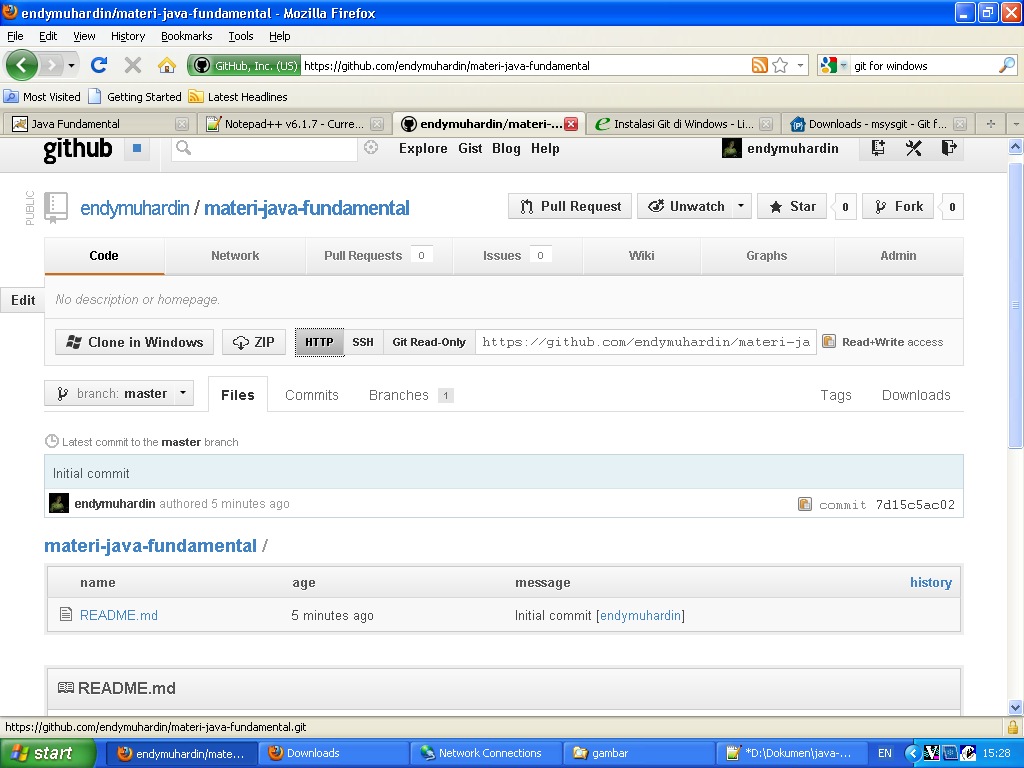 endymuhardin/materi-java-fundamental - Mozilla Firefox
File Edit View History Bookmarks Tools Help
GitHub, Inc. (US) https://github.com/endymuhardin/materi-java-fundamental git for windows
Most Visited Getting Started Latest Headlines
Java Fundamental Notepad++ v6.1.7 - Curre... endymuhardin/materi-... Instalasi Git di Windows - Li... Downloads - msysgit - Git f...
github Explore Gist Blog Help endymuhardin
PUBLIC
endymuhardin / materi-java-fundamental Pull Request Unwatch Star 0 Fork 0
Code Network Pull Requests 0 Issues 0 Wiki Graphs Admin
Edit No description or homepage.
Clone in Windows ZIP HTTP SSH Git Read-Only https://github.com/endymuhardin/materi-ja Read+Write access
branch: master Files Commits Branches 1 Tags Downloads
Latest commit to the master branch
Initial commit
endymuhardin authored 5 minutes ago commit 7d15c5ac02
materi-java-fundamental /
name age message history
README.md 5 minutes ago Initial commit [endymuhardin]
README.md
https://github.com/endymuhardin/materi-java-fundamental.git
start endymuhardin/mate... Downloads Network Connections gambar *D:\Dokumen\java-... EN 15:28